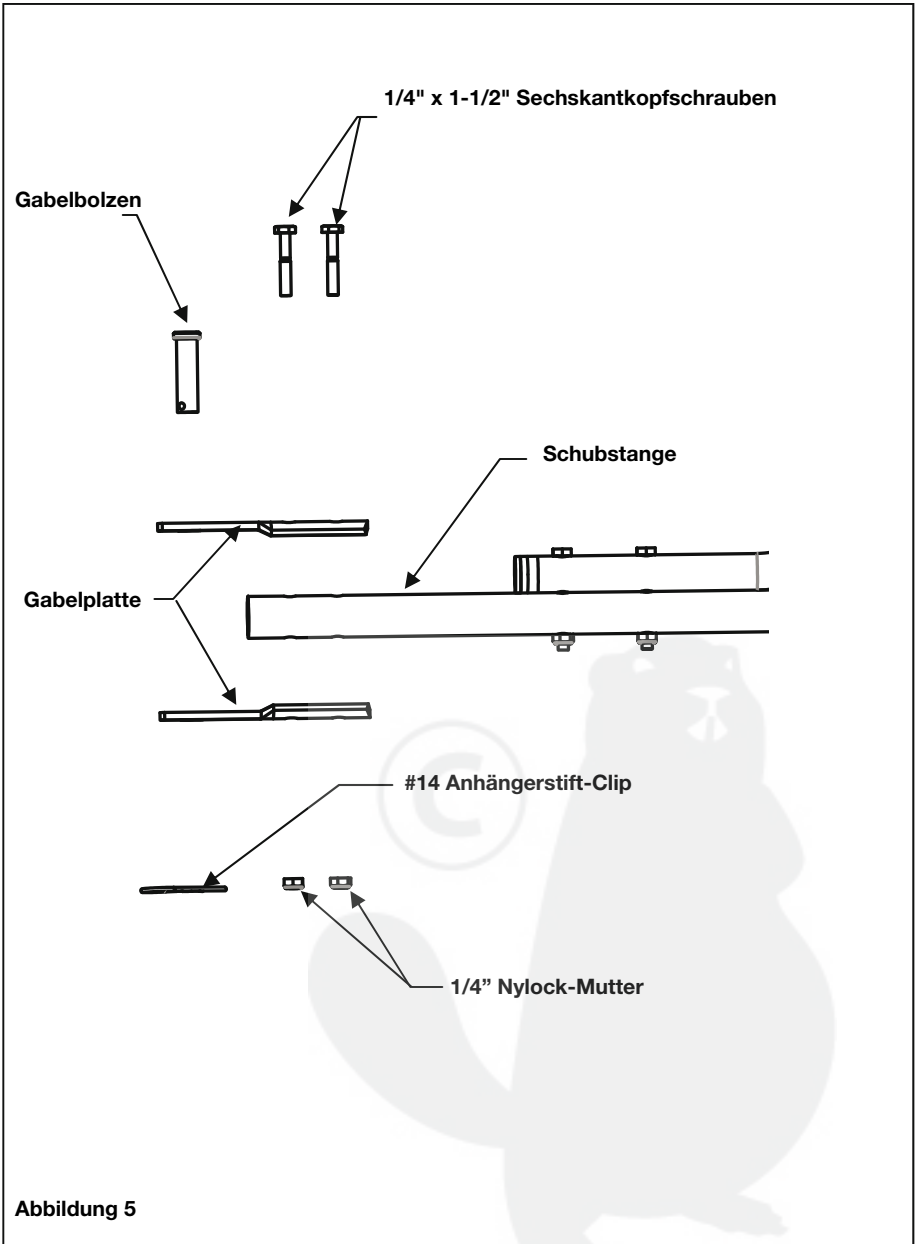 1/4" x 1-1/2" Sechskantkopfschrauben
Gabelbolzen
Schubstange
Gabelplatte
#14 Anhängerstift-Clip
1/4” Nylock-Mutter
©
Abbildung 5